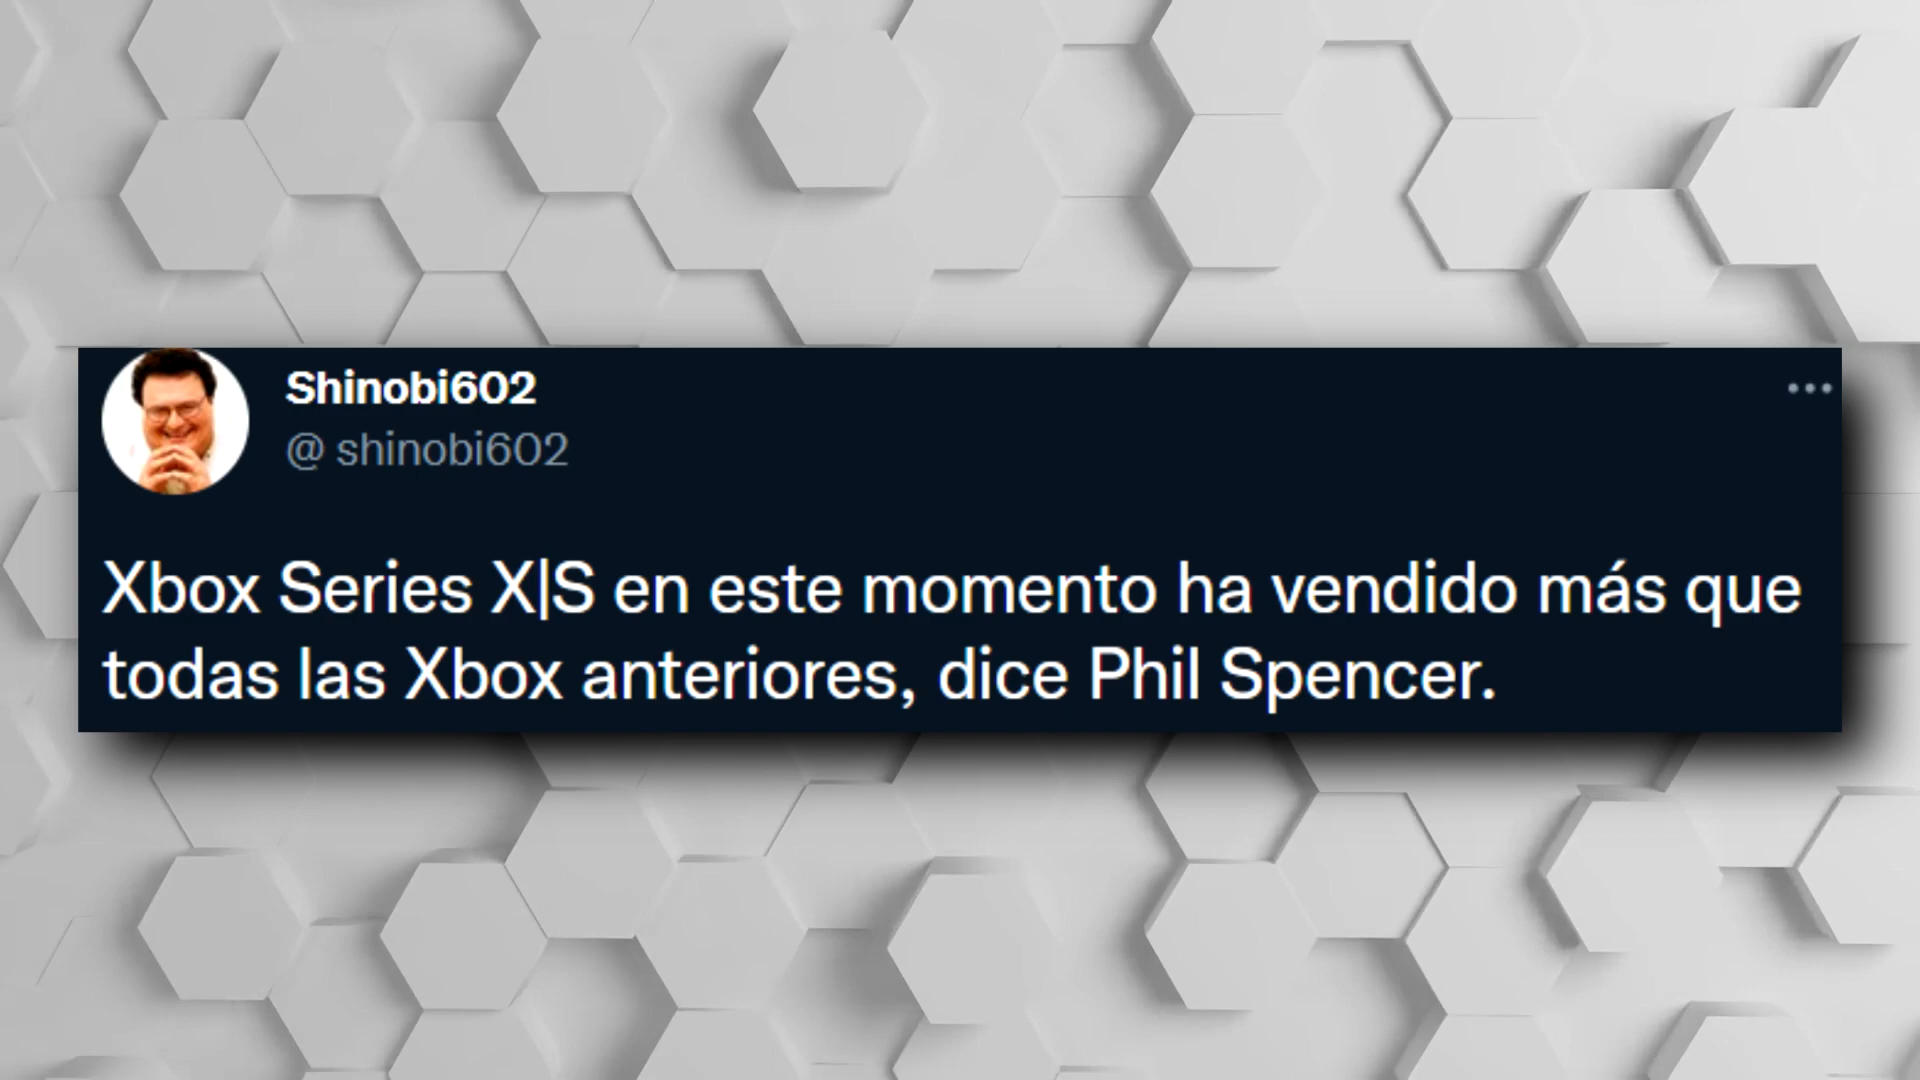 Shinobi602
@ shinobi602
Xbox Series X|S en este momento ha vendido más que
todas las Xbox anteriores, dice Phil Spencer.